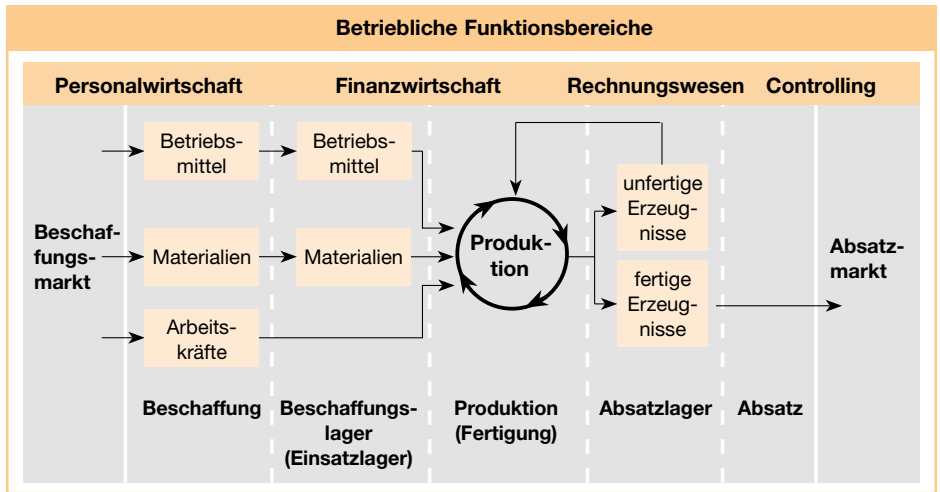 Betriebliche Funktionsbereiche
Personalwirtschaft
Finanzwirtschaft
Rechnungswesen
Controlling
Beschaf-
fungs-
markt
Betriebs-
mittel
Materialien
Arbeits-
kräfte
Betriebs-
mittel
Materialien
Produk-
tion
unfertige
Erzeug-
nisse
fertige
Erzeug-
nisse
Absatz-
markt
Beschaffung
Beschaffungs-
lager
(Einsatzlager)
Produktion
(Fertigung)
Absatzlager
Absatz